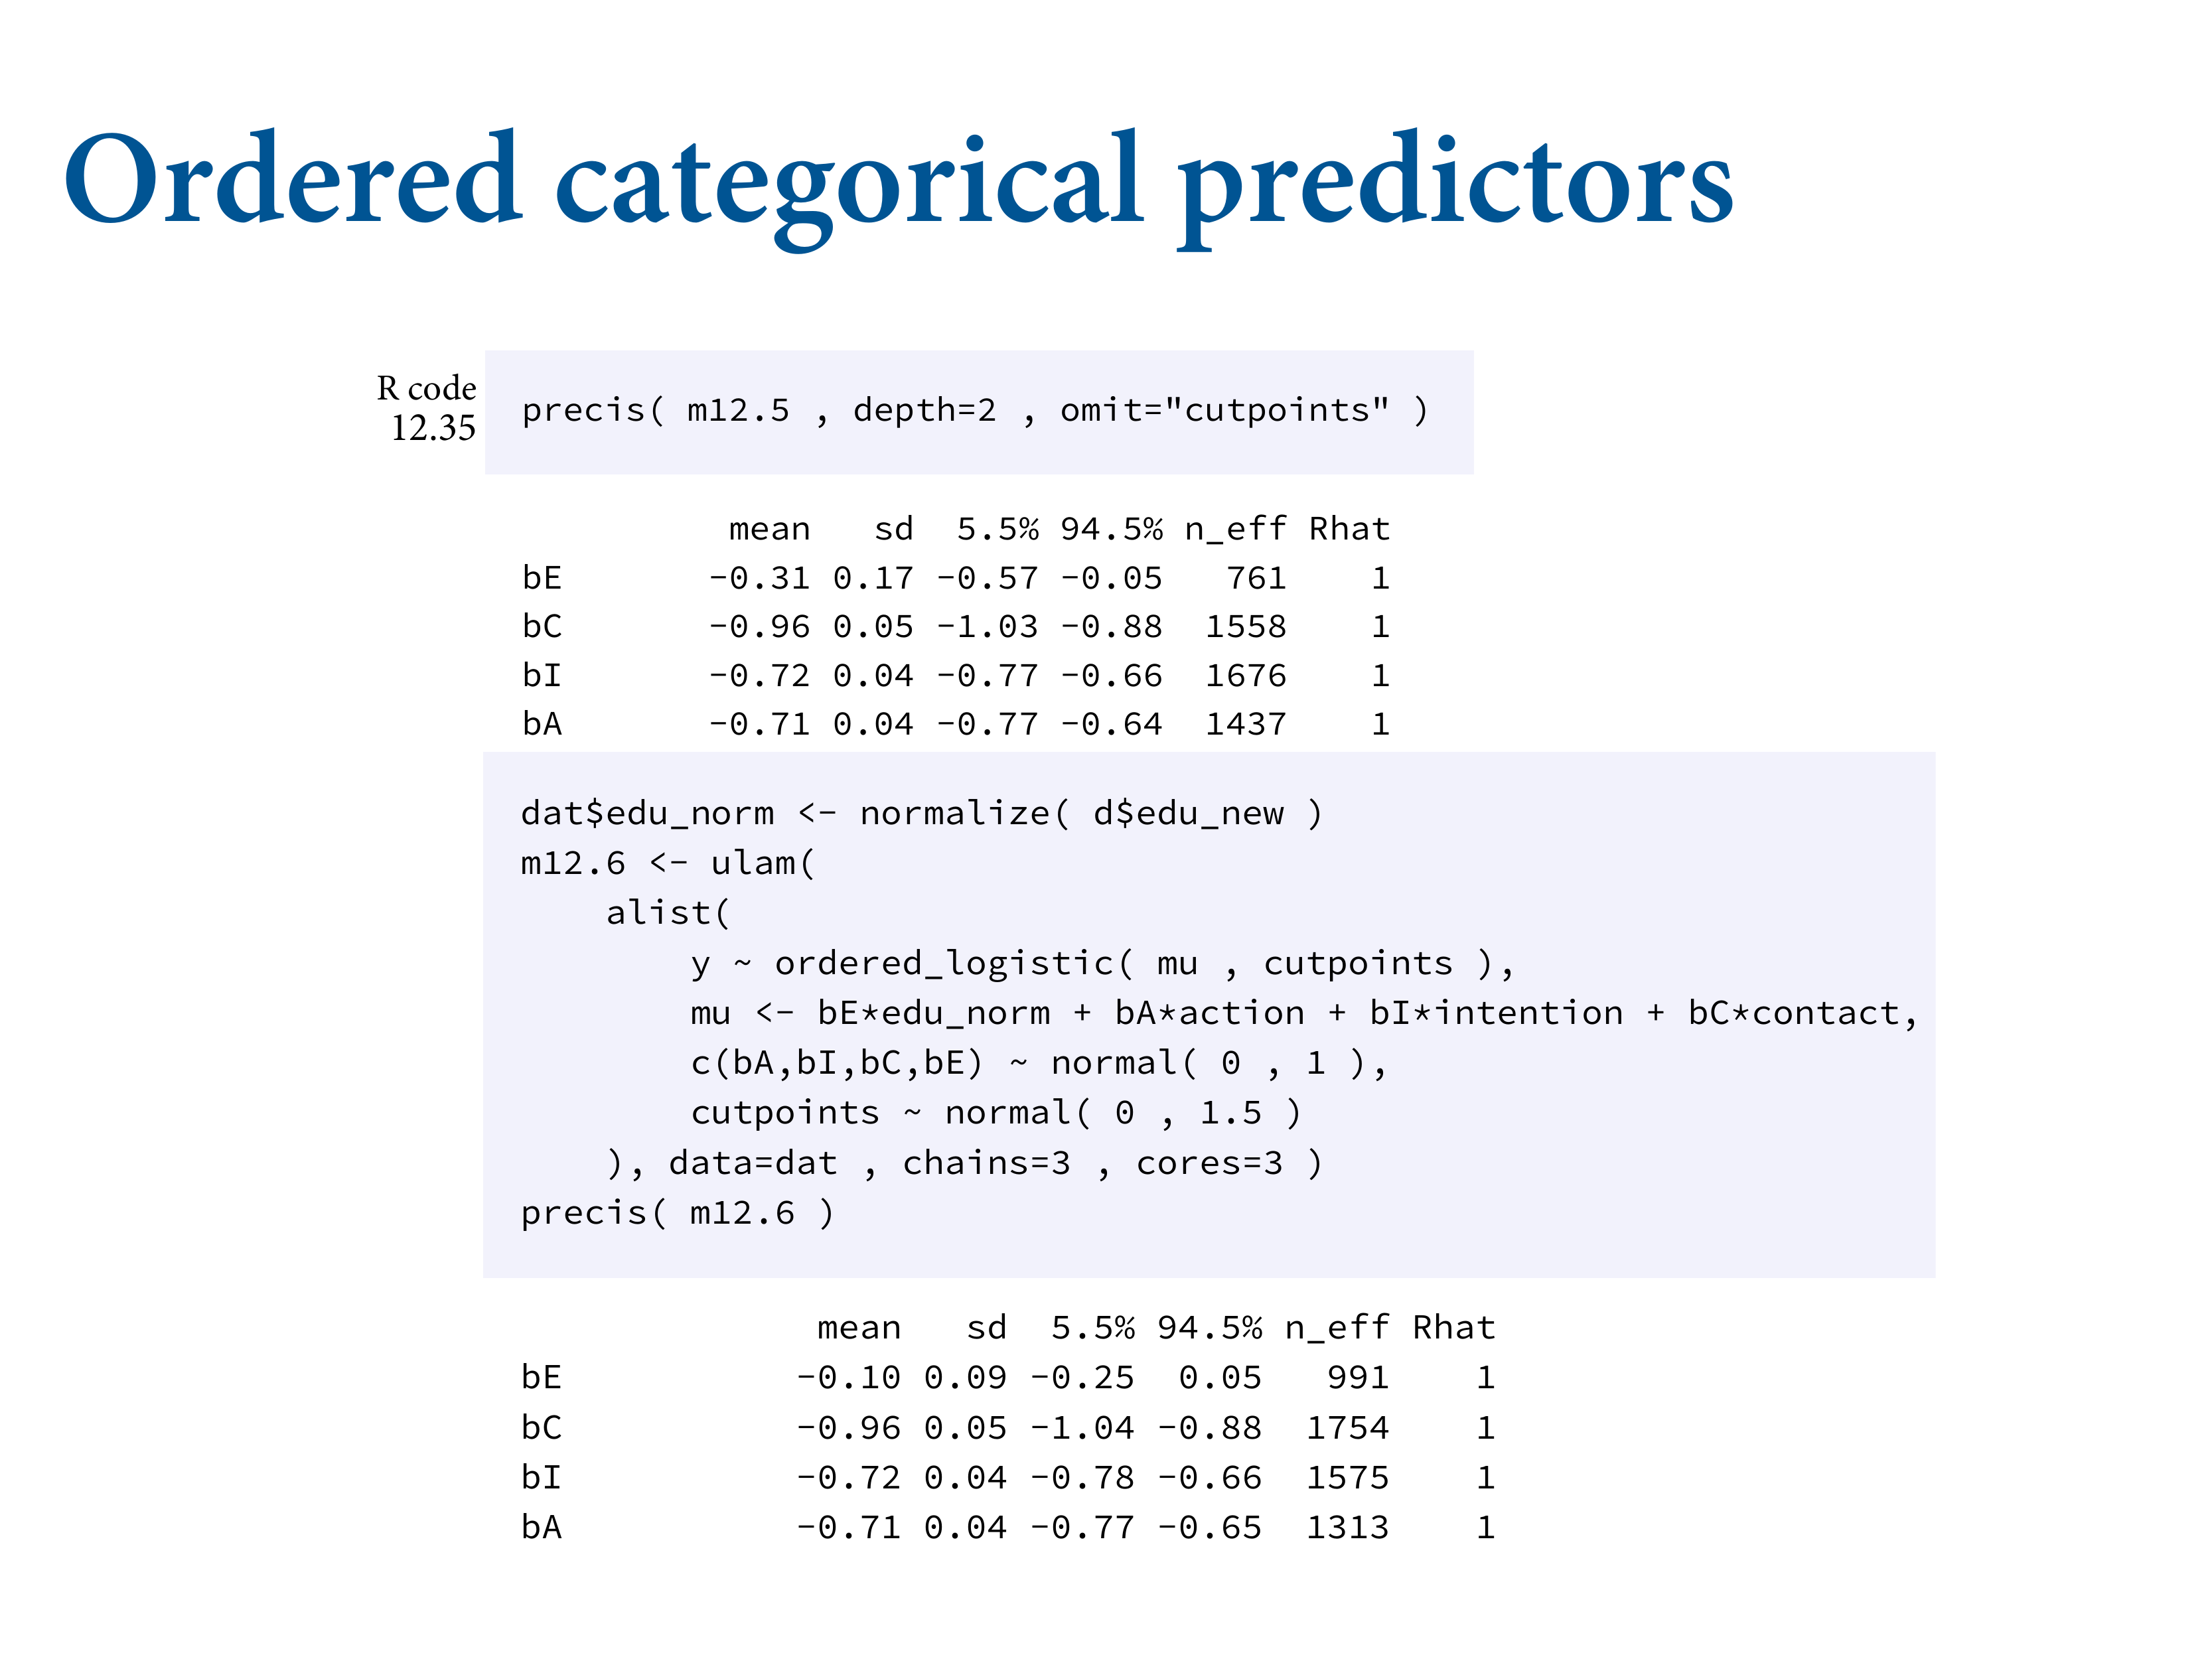 Ordered categorical predictors
R code
12.35
precis( m12.5 , depth=2 , omit="cutpoints" )
mean sd 5.5% 94.5% n_eff Rhat
bE −0.31 0.17 −0.57 −0.05 761 1
bC −0.96 0.05 −1.03 −0.88 1558 1
bI −0.72 0.04 −0.77 −0.66 1676 1
bA −0.71 0.04 −0.77 −0.64 1437 1
dat$edu_norm <- normalize( d$edu_new )
m12.6 <- ulam(
    alist(
        y ~ ordered_logistic( mu , cutpoints ),
        mu <- bE*edu_norm + bA*action + bI*intention + bC*contact,
        c(bA,bI,bC,bE) ~ normal( 0 , 1 ),
        cutpoints ~ normal( 0 , 1.5 )
    ), data=dat , chains=3 , cores=3 )
precis( m12.6 )
mean sd 5.5% 94.5% n_eff Rhat
bE −0.10 0.09 −0.25 0.05 991 1
bC −0.96 0.05 −1.04 −0.88 1754 1
bI −0.72 0.04 −0.78 −0.66 1575 1
bA −0.71 0.04 −0.77 −0.65 1313 1